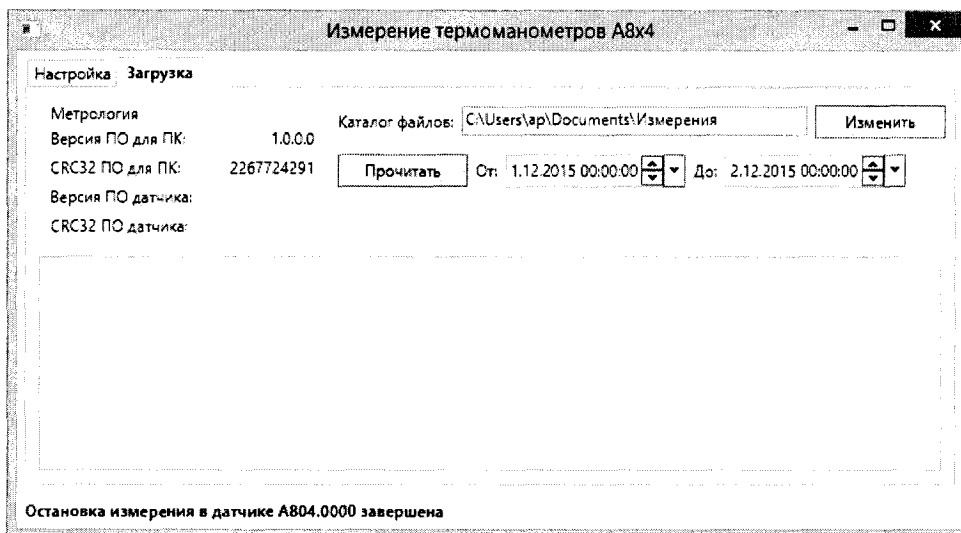 Измерение термоманометров А8х4
Настройка Загрузка
Метрология
Версия ПО для ПК: 1.0.0.0
CRC32 ПО для ПК: 2267724291
Версия ПО датчика:
CRC32 ПО датчика:
Каталог файлов: C:\Users\ap\Documents\Измерения Изменить
Прочитать От: 1.12.2015 00:00:00 До: 2.12.2015 00:00:00
Остановка измерения в датчике А804.0000 завершена